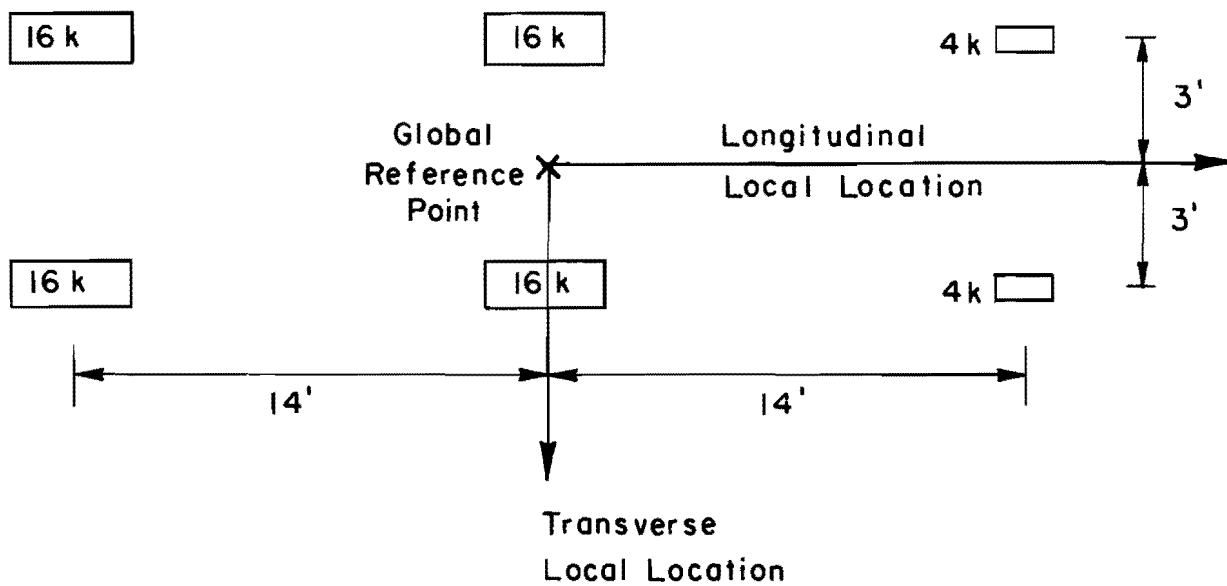 16 k
16 k
4 k
3'
Global
Reference
Point
Longitudinal
Local Location
3'
16 k
16 k
4 k
14'
14'
Transverse
Local Location